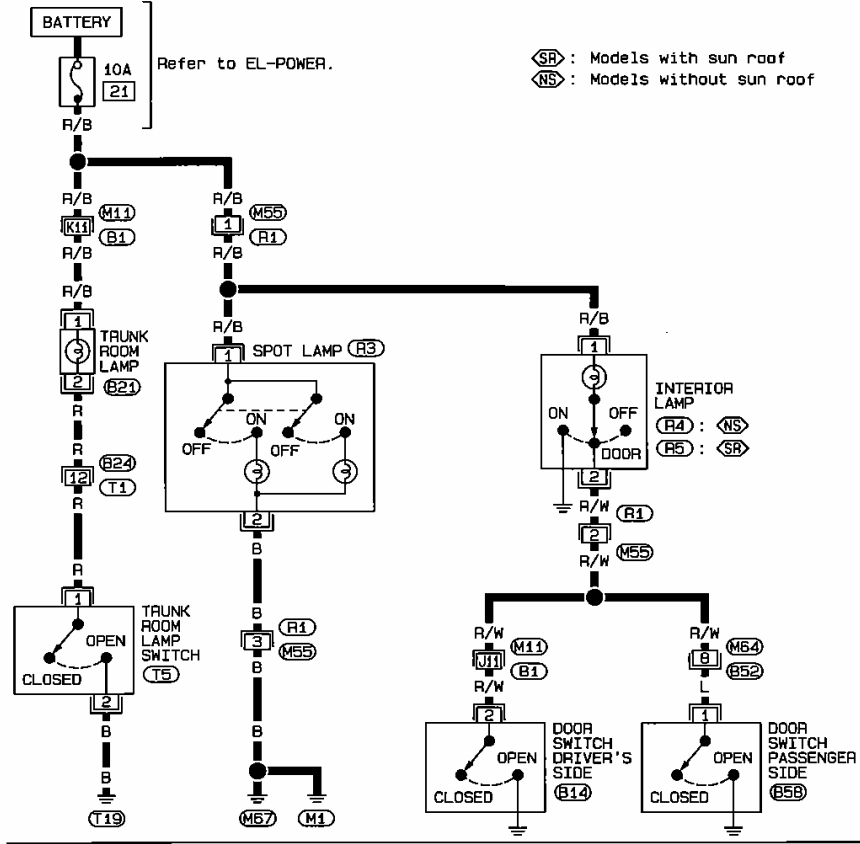 BATTERY
10A
21
Refer to EL-POWER.
SR : Models with sun roof
NS : Models without sun roof
R/B
R/B
R/B
K11
M11
B1
1
M55
R1
R/B
R/B
R/B
R/B
R/B
1
TRUNK
ROOM
LAMP
2
B21
R
R
12
B24
T1
R
R
1
TRUNK
ROOM
LAMP
SWITCH
T5
OPEN
CLOSED
2
B
B
T19
1
SPOT LAMP R3
OFF
ON
OFF
ON
2
B
B
3
R1
M55
B
B
M67
M1
1
INTERIOR
LAMP
R4 : NS
R5 : SR
ON
OFF
DOOR
2
R/W
R1
2
M55
R/W
R/W
J11
M11
B1
R/W
2
DOOR
SWITCH
DRIVER'S
SIDE
B14
OPEN
CLOSED
R/W
8
M64
B52
L
1
DOOR
SWITCH
PASSENGER
SIDE
B58
OPEN
CLOSED